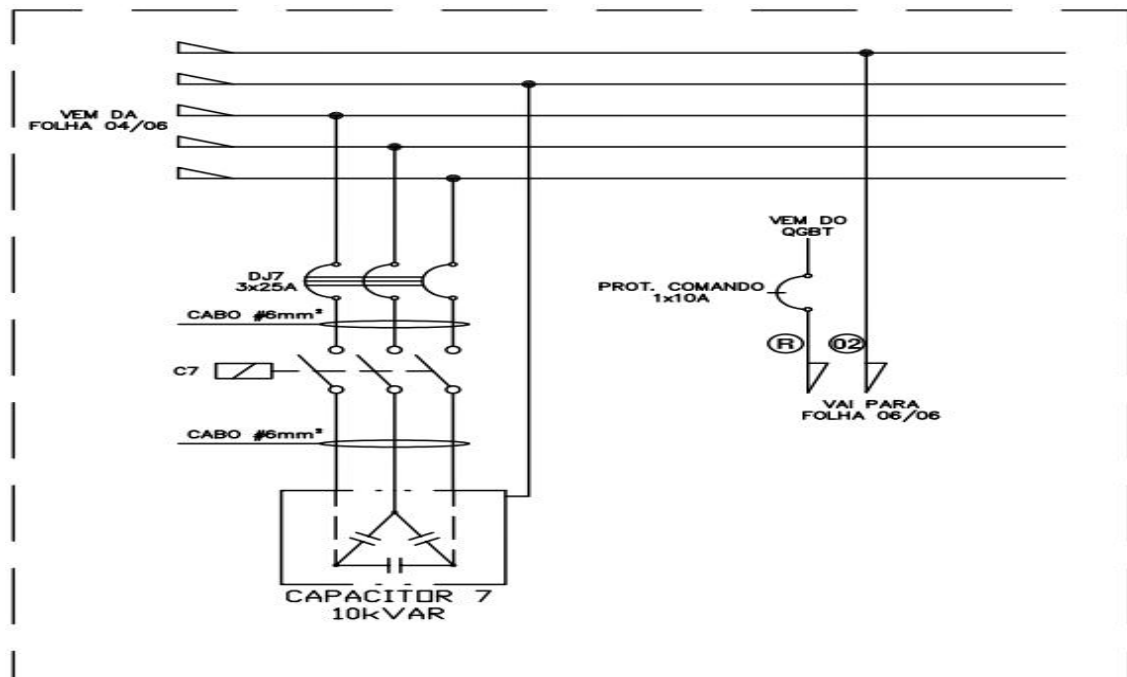 VEM DA
FOLHA 04/06
VEM DO
QGBT
DJ7
3x25A
PROT. COMANDO
1x10A
CABO #6mm²
R
02
C7
VAI PARA
FOLHA 06/06
CABO #6mm²
CAPACITOR 7
10kVAR